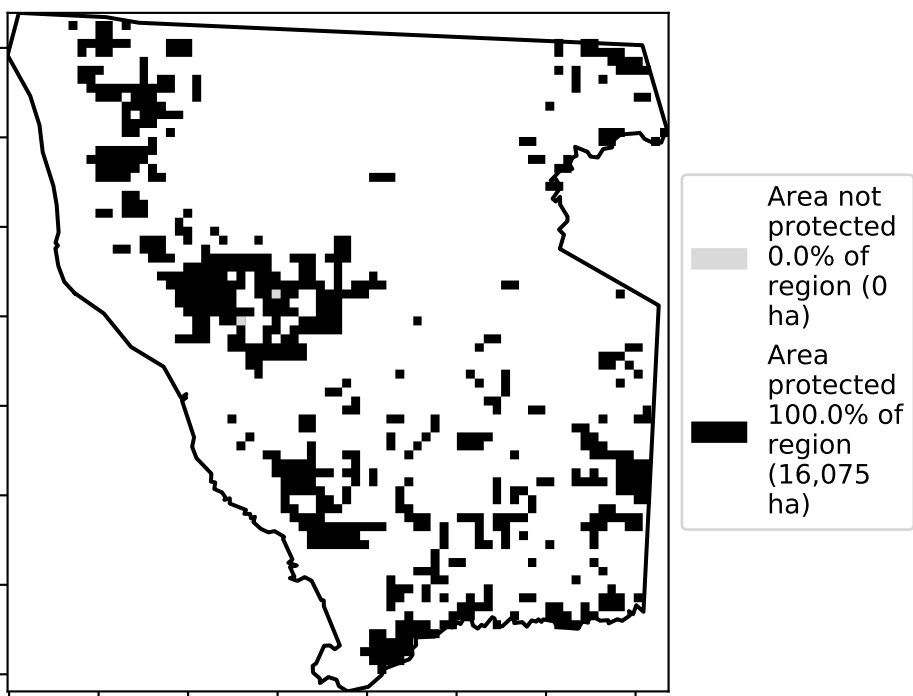 Area not
protected
0.0% of
region (0
ha)
Area
protected
100.0% of
region
(16,075
ha)